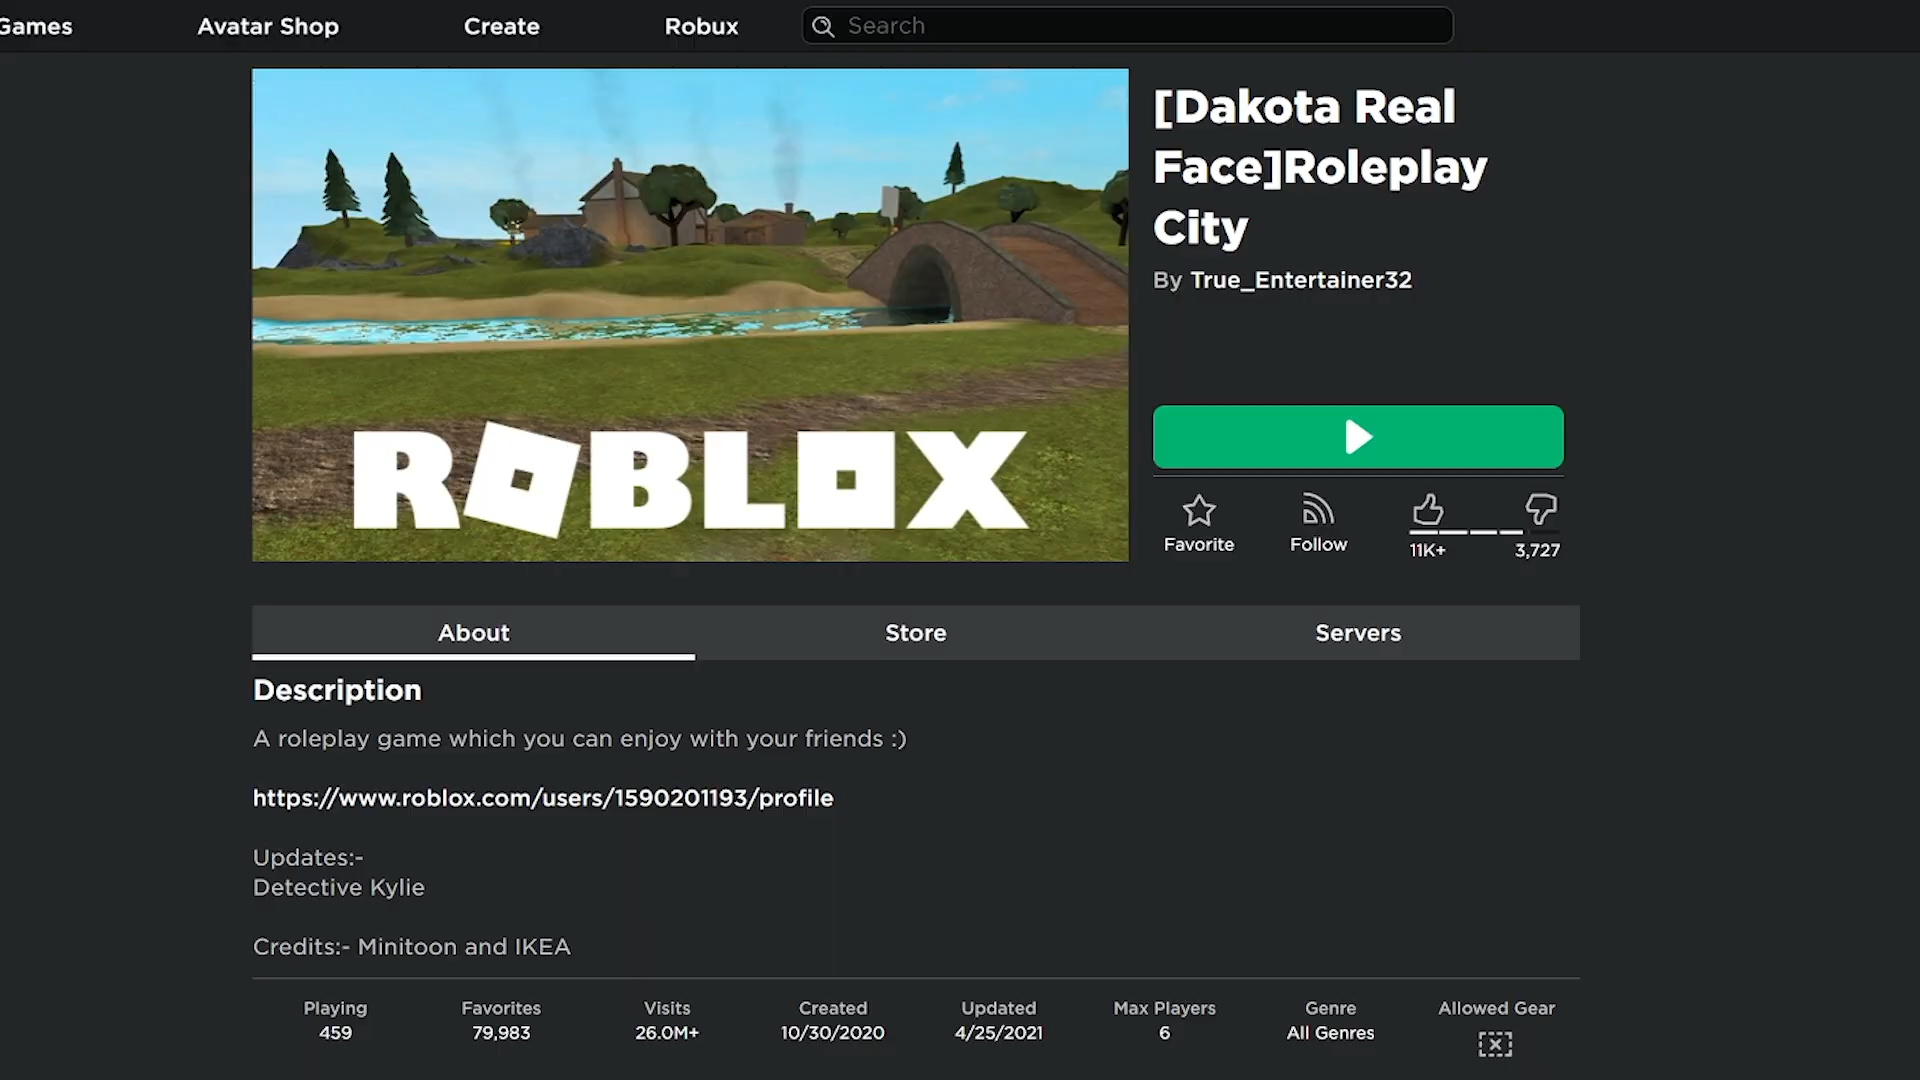 Games
Avatar Shop
Create
Robux
Search
ROBLOX
[Dakota Real
Face]Roleplay
City
By True_Entertainer32
Favorite
Follow
11K+
3,727
About
Store
Servers
Description
A roleplay game which you can enjoy with your friends :)
https://www.roblox.com/users/1590201193/profile
Updates:-
Detective Kylie
Credits:- Minitoon and IKEA
Playing
459
Favorites
79,983
Visits
26.0M+
Created
10/30/2020
Updated
4/25/2021
Max Players
6
Genre
All Genres
Allowed Gear